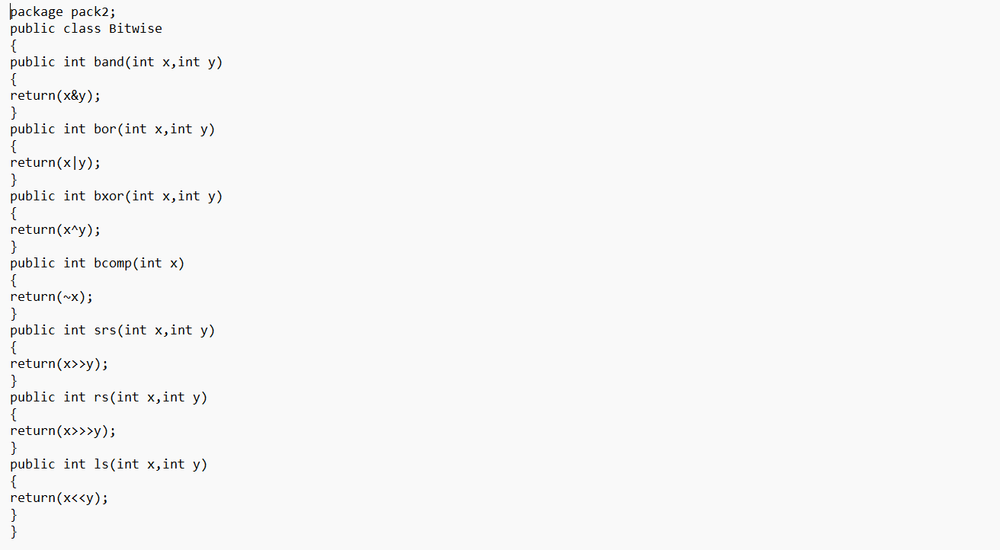 package pack2;
public class Bitwise
{
public int band(int x,int y)
{
return(x&y);
}
public int bor(int x,int y)
{
return(x|y);
}
public int bxor(int x,int y)
{
return(x^y);
}
public int bcomp(int x)
{
return(~x);
}
public int srs(int x,int y)
{
return(x>>y);
}
public int rs(int x,int y)
{
return(x>>>y);
}
public int ls(int x,int y)
{
return(x<<y);
}
}